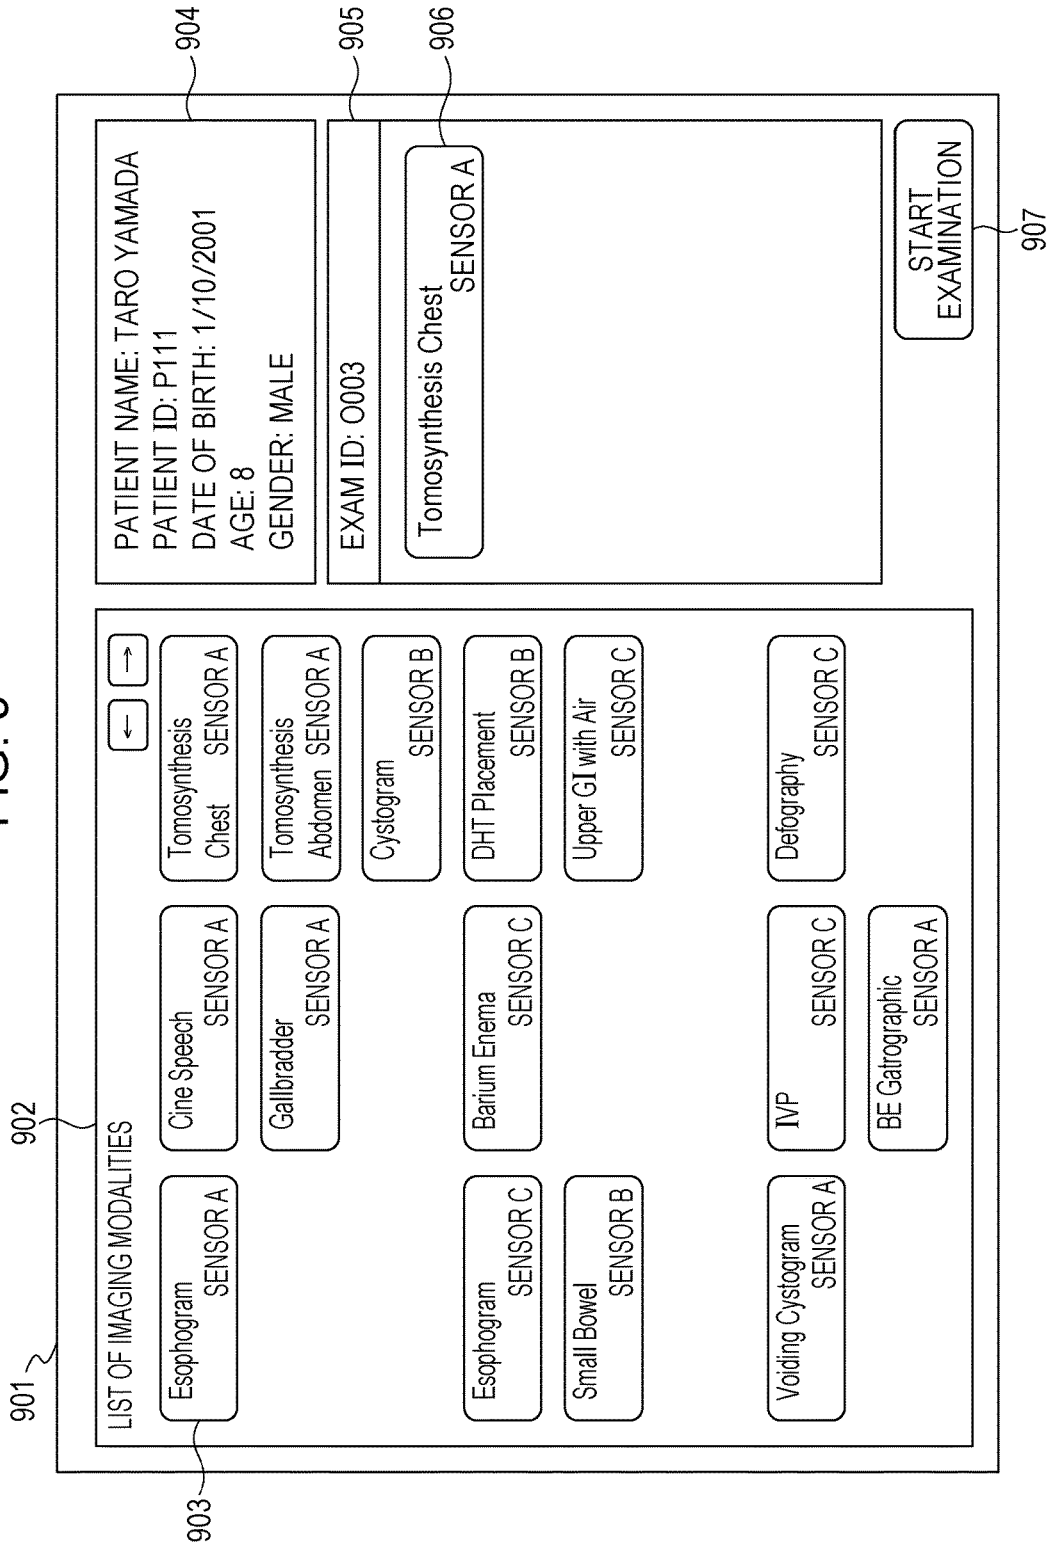 FIG.
901
902
LIST OF IMAGING MODALITIES
← →
903
Esophogram
SENSOR A
Cine Speech
SENSOR A
Tomosynthesis
Chest SENSOR A
Gallbradder
SENSOR A
Tomosynthesis
Abdomen SENSOR A
Cystogram
SENSOR B
Esophogram
SENSOR C
Barium Enema
SENSOR C
DHT Placement
SENSOR B
Small Bowel
SENSOR B
Upper GI with Air
SENSOR C
Voiding Cystogram
SENSOR A
IVP
SENSOR C
Defography
SENSOR C
BE Gatrographic
SENSOR A
PATIENT NAME: TARO YAMADA
PATIENT ID: P111
DATE OF BIRTH: 1/10/2001
AGE: 8
GENDER: MALE
904
EXAM ID: O003
905
Tomosynthesis Chest
SENSOR A
906
START
EXAMINATION
907